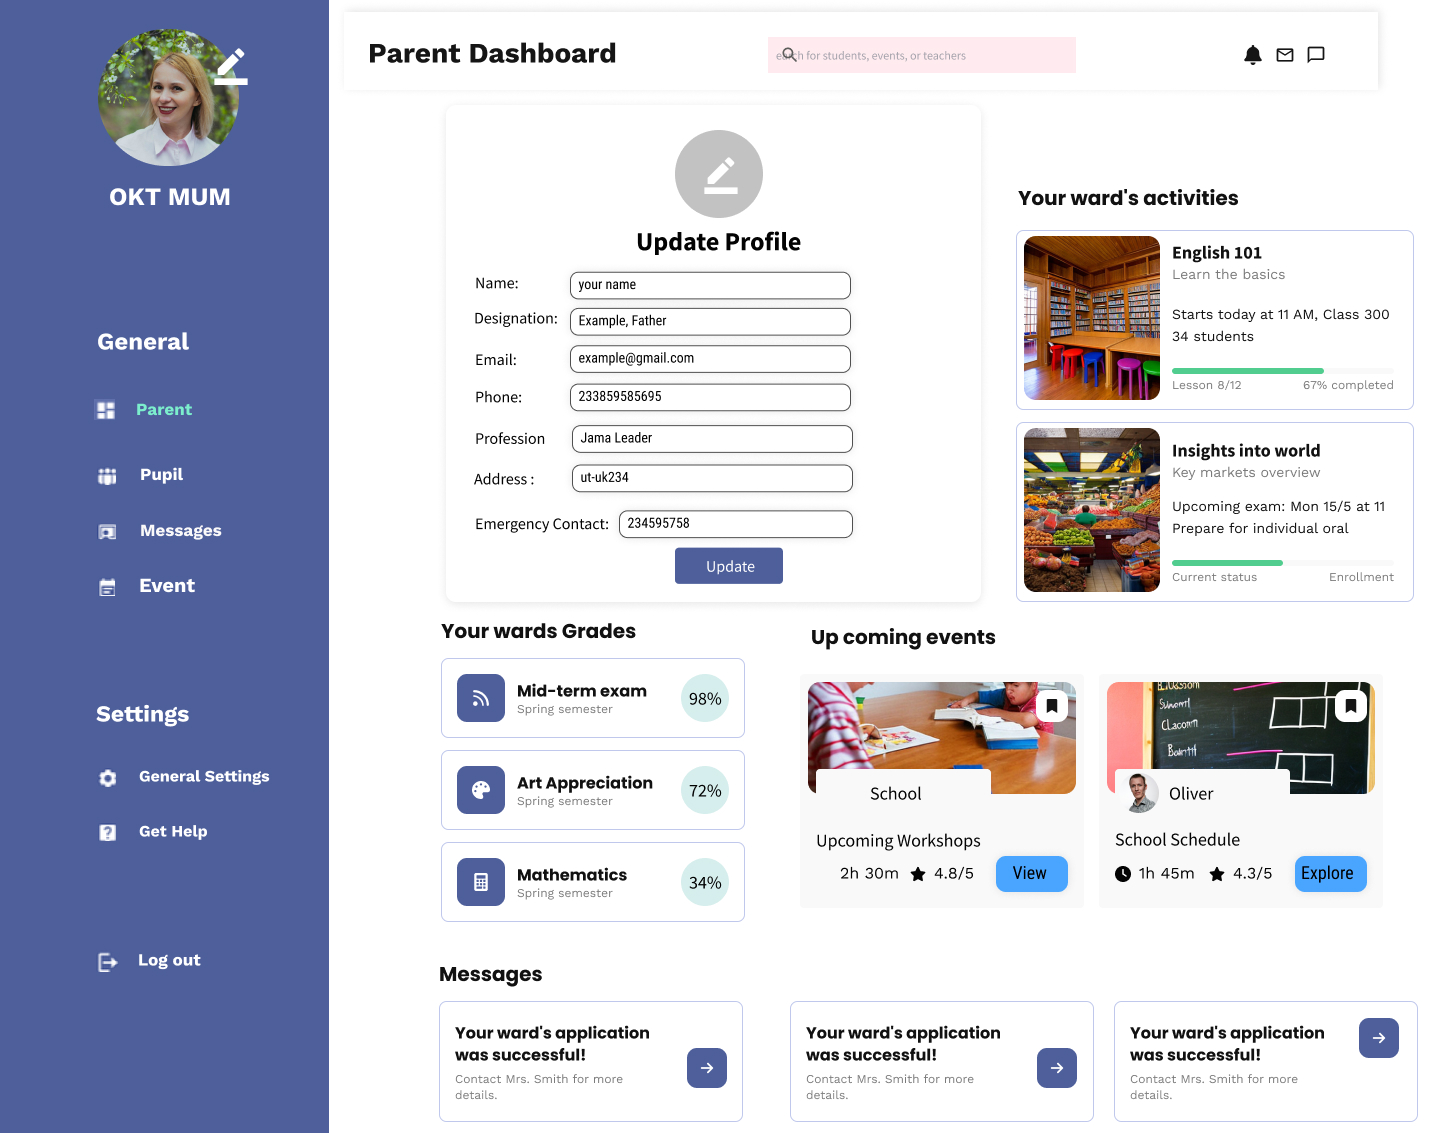 OKT MUM
General
Parent
Pupil
Messages
Event
Settings
General Settings
Get Help
Log out
Parent Dashboard
earch for students, events, or teachers
Update Profile
Name: your name
Designation: Example, Father
Email: example@gmail.com
Phone: 233859585695
Profession Jama Leader
Address : ut-uk234
Emergency Contact: 234595758
Update
Your ward's activities
English 101
Learn the basics
Starts today at 11 AM, Class 300
34 students
Lesson 8/12 67% completed
Insights into world
Key markets overview
Upcoming exam: Mon 15/5 at 11
Prepare for individual oral
Current status Enrollment
Your wards Grades
Mid-term exam
Spring semester
98%
Art Appreciation
Spring semester
72%
Mathematics
Spring semester
34%
Up coming events
School
Upcoming Workshops
2h 30m 4.8/5 View
Oliver
School Schedule
1h 45m 4.3/5 Explore
Messages
Your ward's application
was successful!
Contact Mrs. Smith for more
details.
Your ward's application
was successful!
Contact Mrs. Smith for more
details.
Your ward's application
was successful!
Contact Mrs. Smith for more
details.